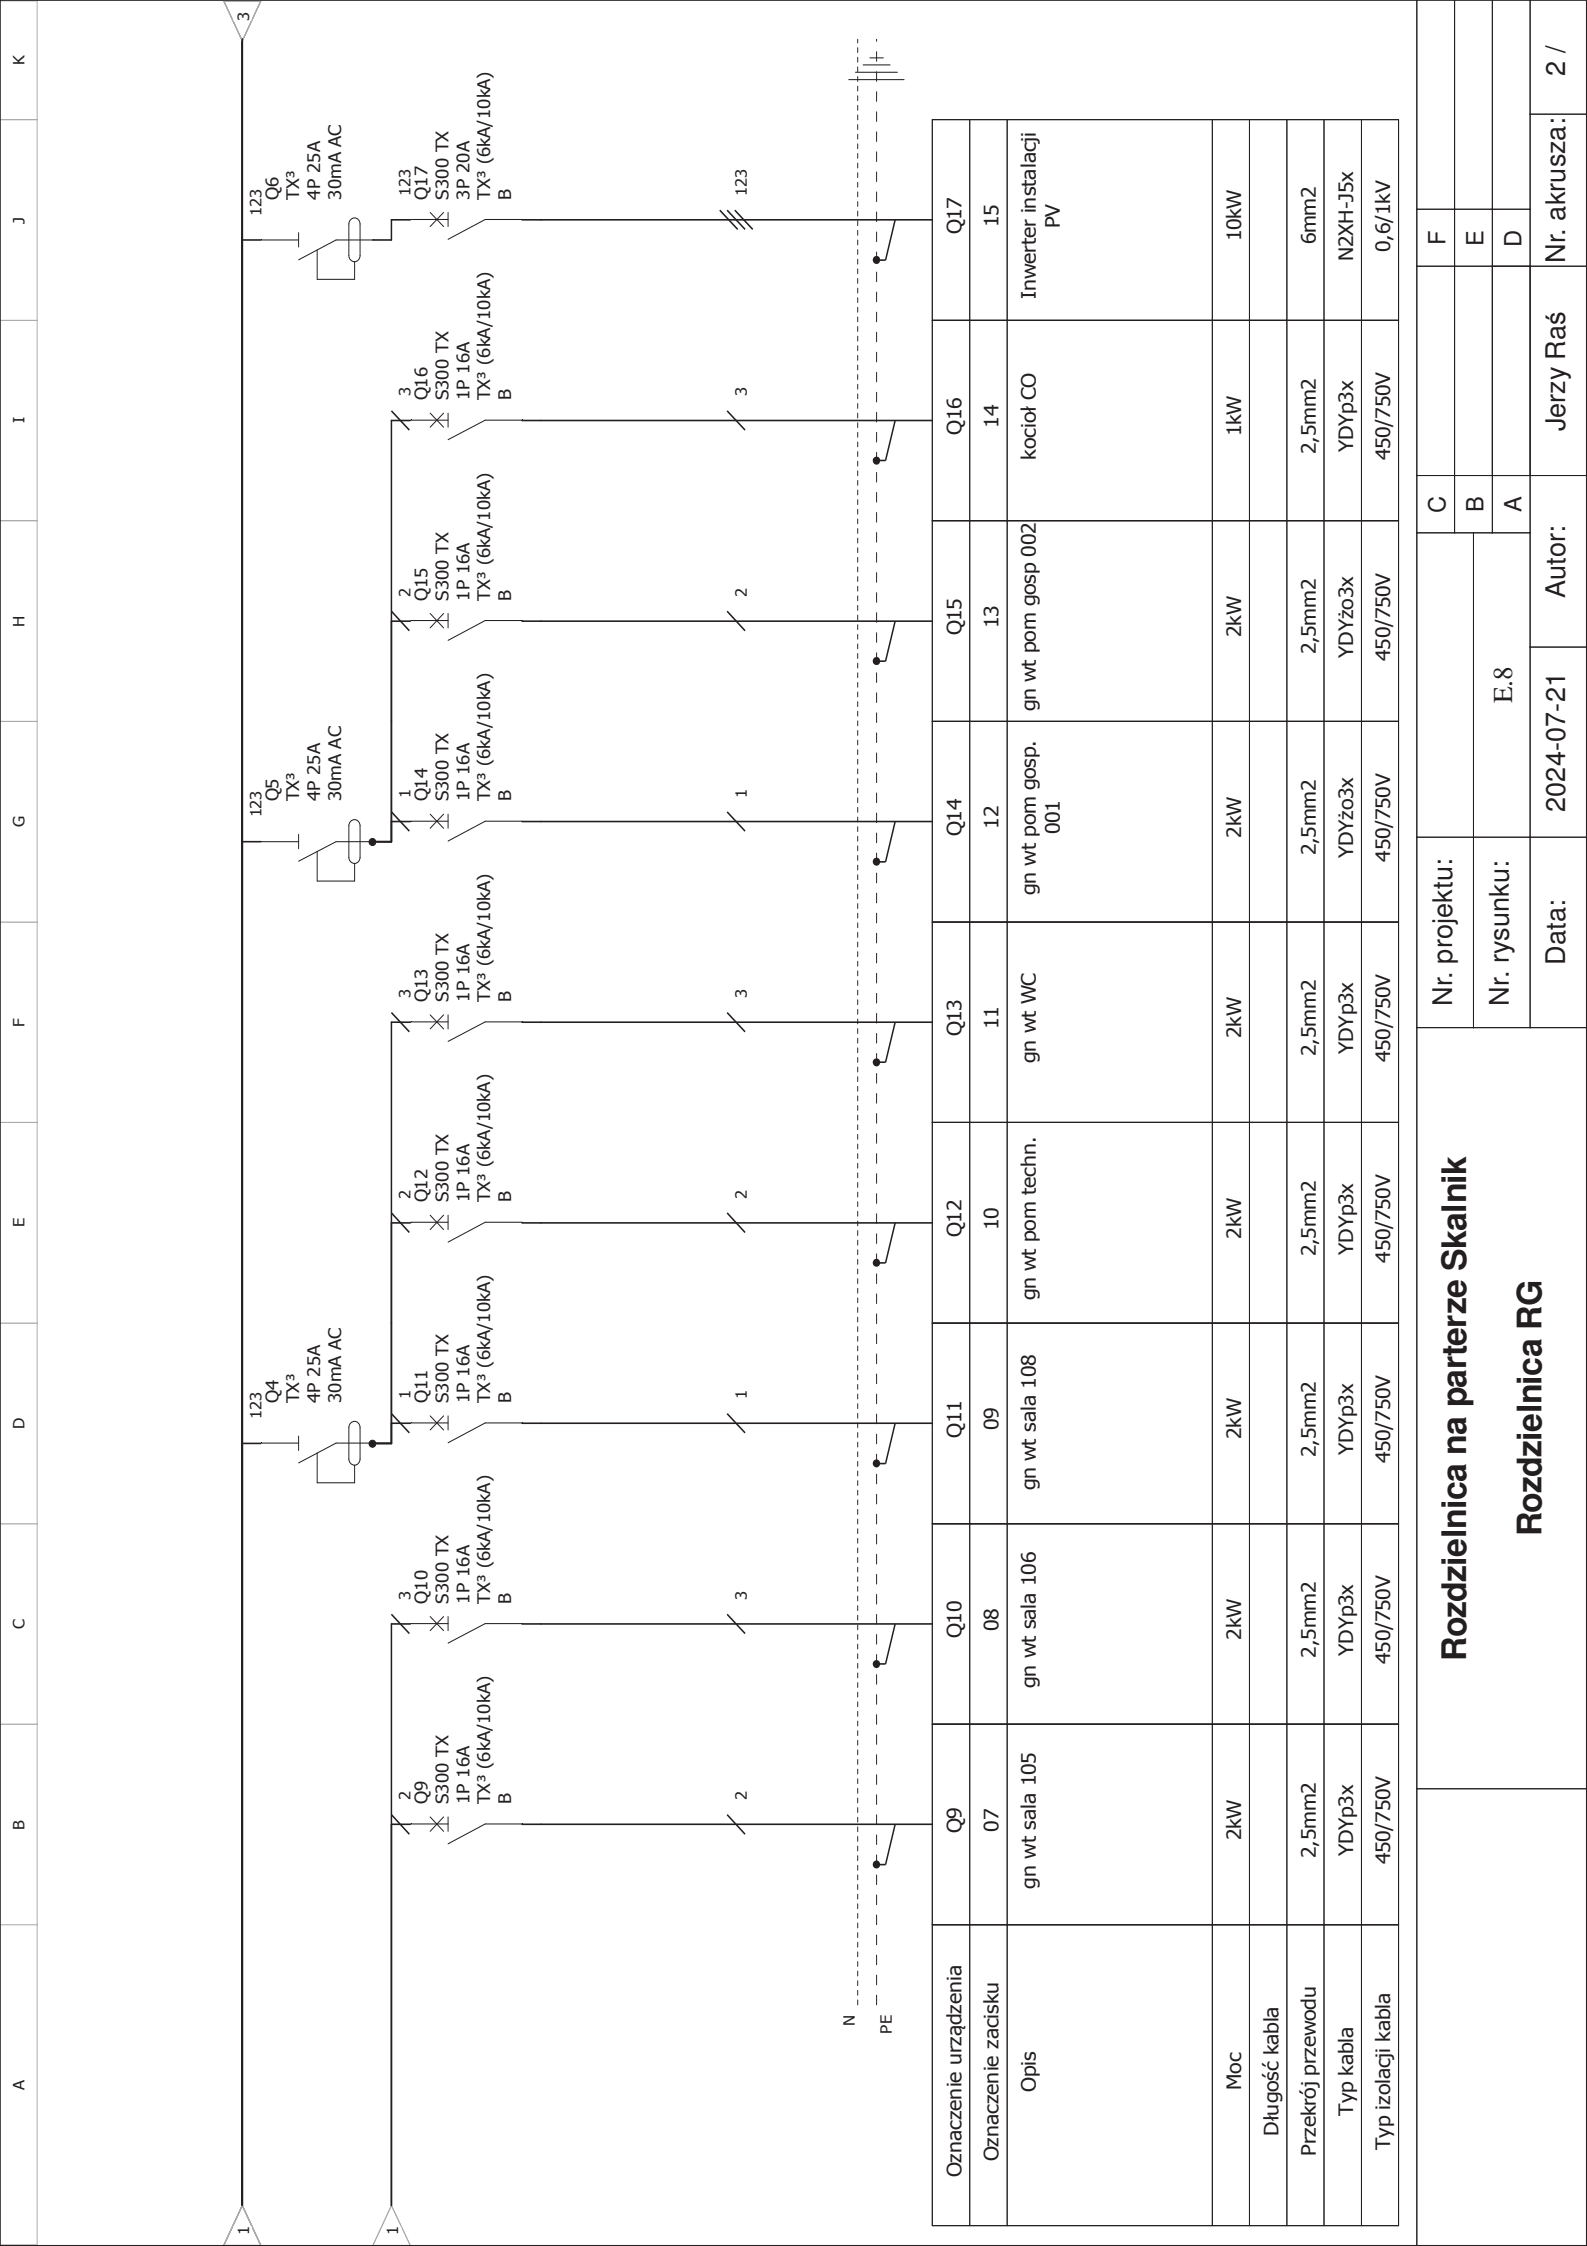 A B C D E F G H I J K
1 3
123
Q4
TX³
4P 25A
30mA AC
123
Q5
TX³
4P 25A
30mA AC
123
Q6
TX³
4P 25A
30mA AC
1
2
Q9
S300 TX
1P 16A
TX³ (6kA/10kA)
B
3
Q10
S300 TX
1P 16A
TX³ (6kA/10kA)
B
1
Q11
S300 TX
1P 16A
TX³ (6kA/10kA)
B
2
Q12
S300 TX
1P 16A
TX³ (6kA/10kA)
B
3
Q13
S300 TX
1P 16A
TX³ (6kA/10kA)
B
1
Q14
S300 TX
1P 16A
TX³ (6kA/10kA)
B
2
Q15
S300 TX
1P 16A
TX³ (6kA/10kA)
B
3
Q16
S300 TX
1P 16A
TX³ (6kA/10kA)
B
123
Q17
S300 TX
3P 20A
TX³ (6kA/10kA)
B
2 3 1 2 3 1 2 3 123
N
PE
Oznaczenie urządzenia Q9 Q10 Q11 Q12 Q13 Q14 Q15 Q16 Q17
Oznaczenie zacisku 07 08 09 10 11 12 13 14 15
Opis gn wt sala 105 gn wt sala 106 gn wt sala 108 gn wt pom techn. gn wt WC gn wt pom gosp. gn wt pom gosp 002 kocioł CO Inwerter instalacji
001 PV
Moc 2kW 2kW 2kW 2kW 2kW 2kW 2kW 1kW 10kW
Długość kabla
Przekrój przewodu 2,5mm2 2,5mm2 2,5mm2 2,5mm2 2,5mm2 2,5mm2 2,5mm2 2,5mm2 6mm2
Typ kabla YDYp3x YDYp3x YDYp3x YDYp3x YDYp3x YDYżo3x YDYżo3x YDYp3x N2XH-J5x
Typ izolacji kabla 450/750V 450/750V 450/750V 450/750V 450/750V 450/750V 450/750V 450/750V 0,6/1kV
Rozdzielnica na parterze Skalnik
Rozdzielnica RG
Nr. projektu:
Nr. rysunku: E.8
C F
B E
A D
Data: 2024-07-21 Autor: Jerzy Raś Nr. akrusza: 2 /